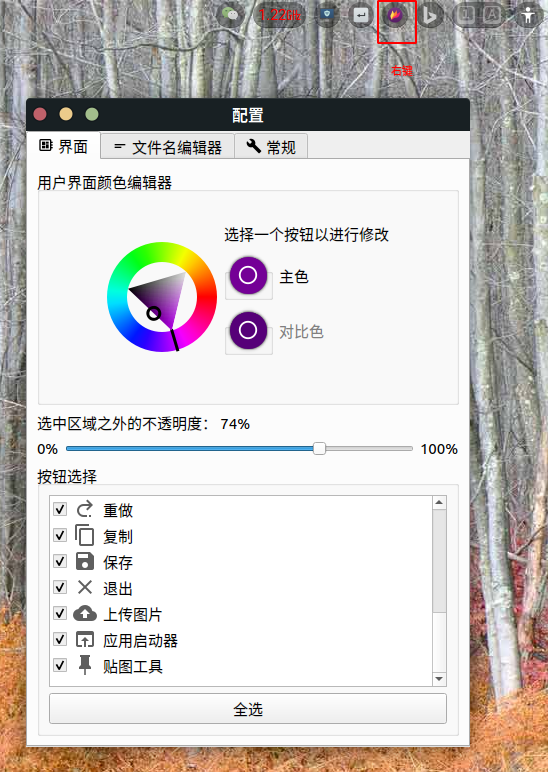 右键
配置
界面
文件名编辑器
常规
用户界面颜色编辑器
选择一个按钮以进行修改
主色
对比色
选中区域之外的不透明度： 74%
0%
100%
按钮选择
重做
复制
保存
退出
上传图片
应用启动器
贴图工具
全选